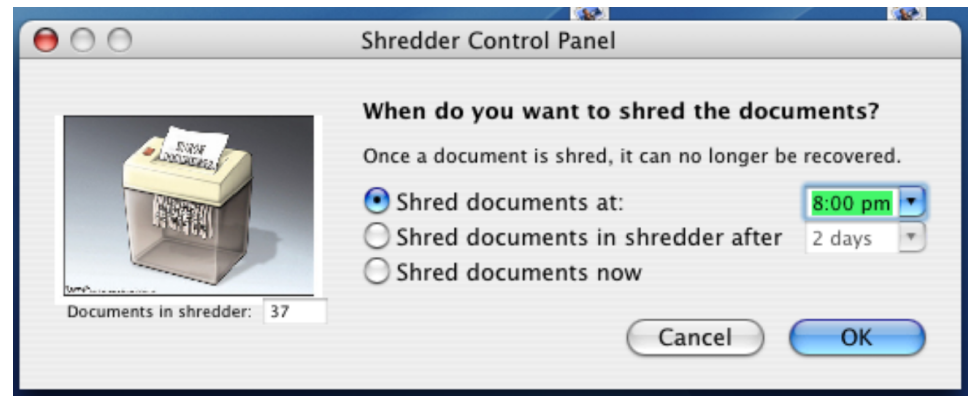 Shredder Control Panel
When do you want to shred the documents?
Once a document is shred, it can no longer be recovered.
Shred documents at: 8:00 pm
Shred documents in shredder after 2 days
Shred documents now
Documents in shredder: 37
Cancel OK